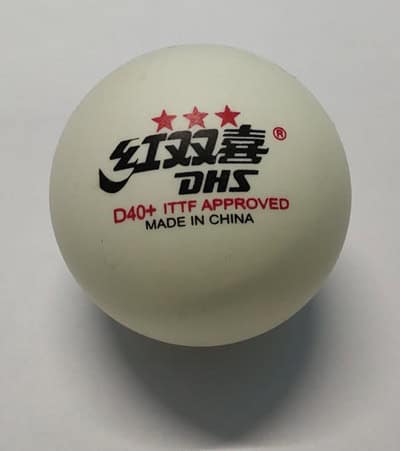 ★★★
红双喜®
DHS
D40+ ITTF APPROVED
MADE IN CHINA